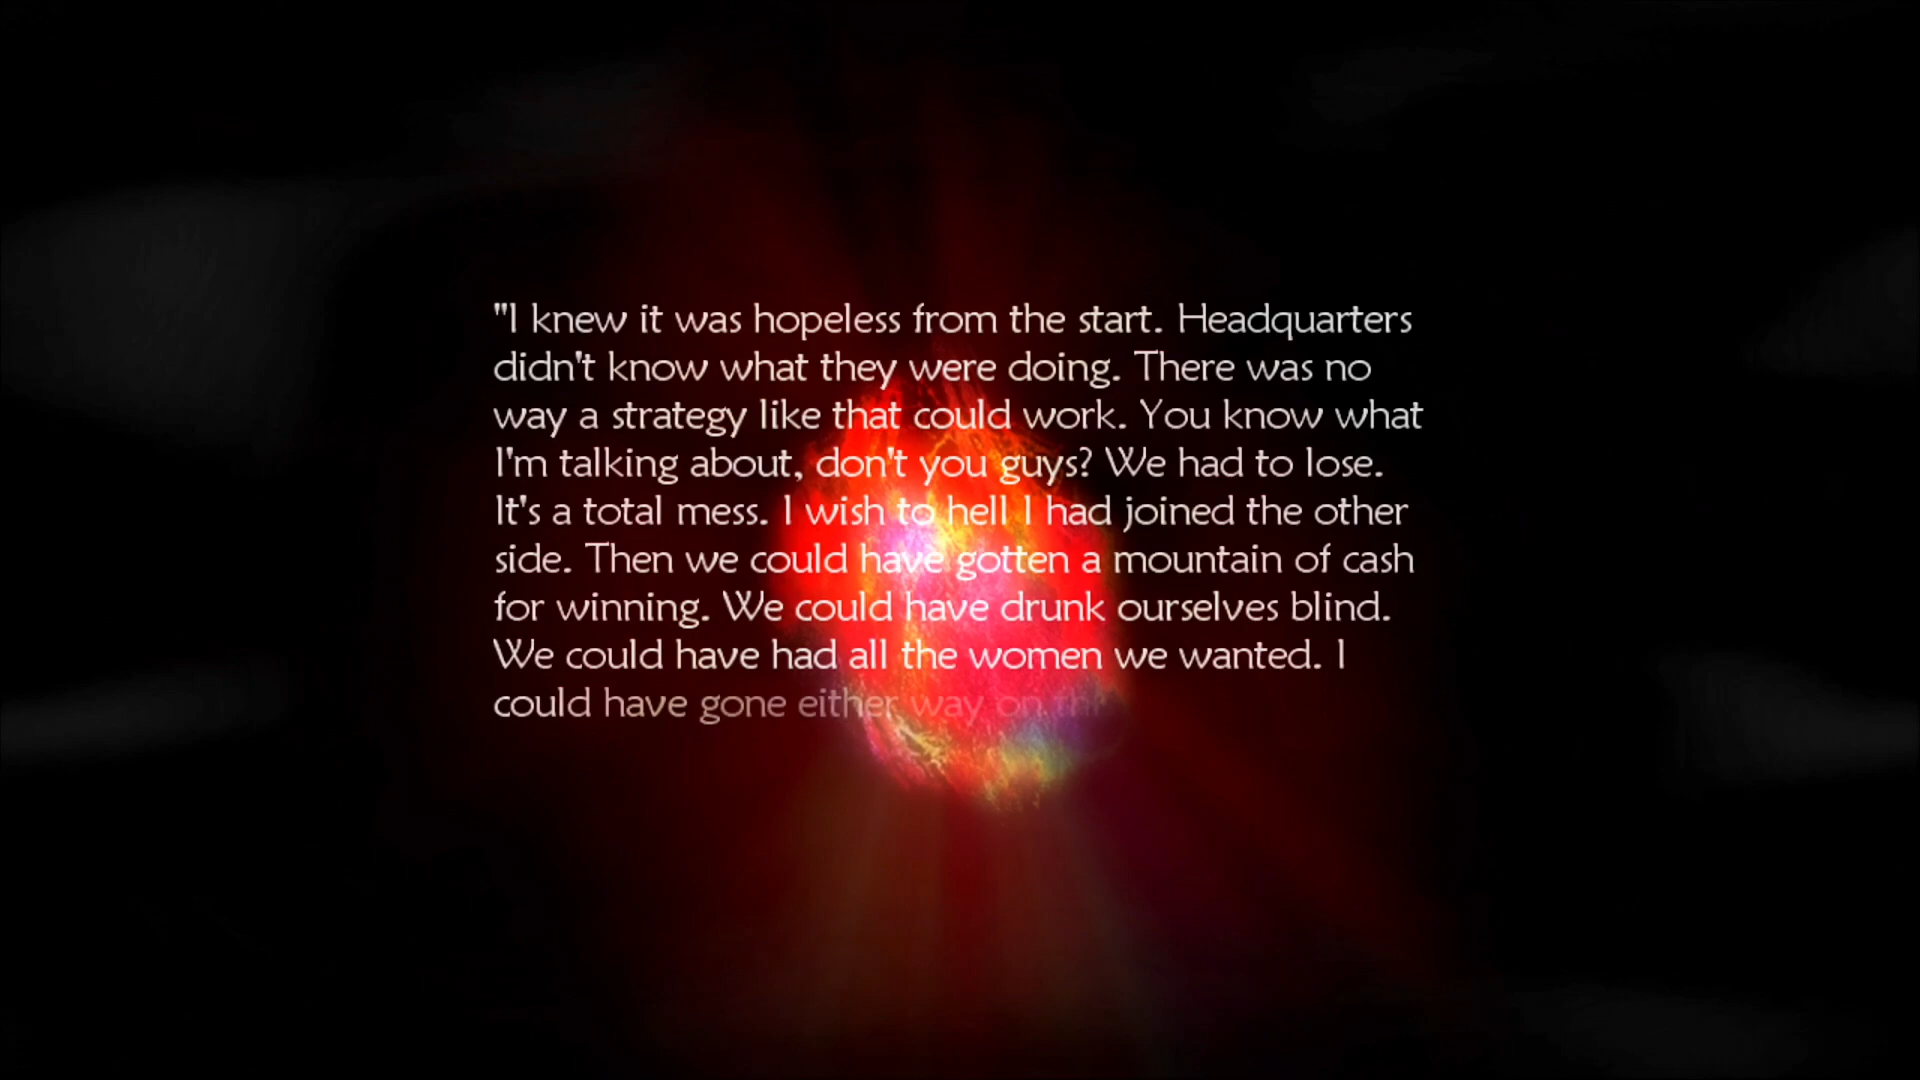 "I knew it was hopeless from the start. Headquarters
didn't know what they were doing. There was no
way a strategy like that could work. You know what
I'm talking about, don't you guys? We had to lose.
It's a total mess. I wish to hell I had joined the other
side. Then we could have gotten a mountain of cash
for winning. We could have drunk ourselves blind.
We could have had all the women we wanted. I
could have gone either way on